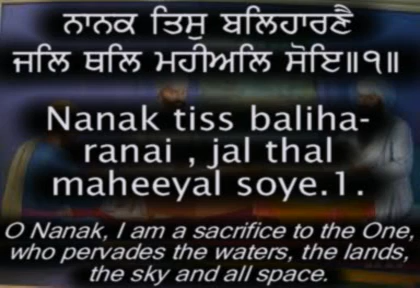 ਨਾਨਕ ਤਿਸੁ ਬਲਿਹਾਰਣੈ
ਜਲਿ ਥਲਿ ਮਹੀਅਲਿ ਸੋਇ॥੧॥
Nanak tiss baliha-
ranai , jal thal
maheeyal soye.1.
O Nanak, I am a sacrifice to the One,
who pervades the waters, the lands,
the sky and all space.